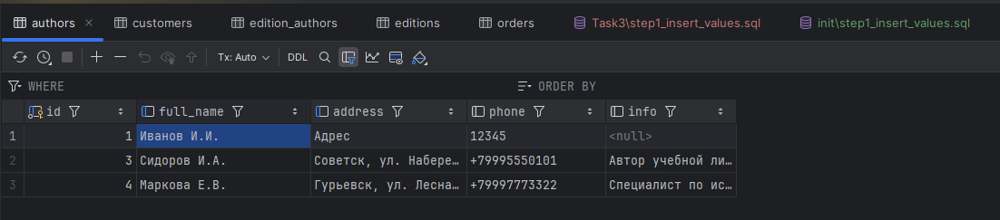 authors customers edition_authors editions orders Task3\step1_insert_values.sql init\step1_insert_values.sql
Tx: Auto DDL
WHERE ORDER BY
id full_name address phone info
1 1 Иванов И.И. Адрес 12345 <null>
2 3 Сидоров И.А. Советск, ул. Набере… +79995550101 Автор учебной ли…
3 4 Маркова Е.В. Гурьевск, ул. Лесна… +79997773322 Специалист по ис…